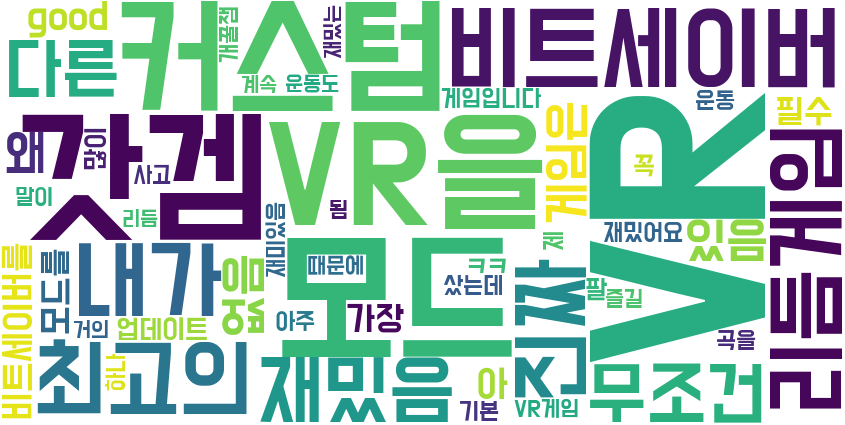 good
커스텀
개꿀잼
재밌는
비트세이버
다른
계속
운동도
게임입니다
운동
필수
갓겜
VR을
VR
게임은
왜
많이
사고
꼭
리듬게임
말이
리듬
됨
재미있음
제
재밌어요
있음
비트세이버를
모드를
내가
없음
때문에
모드
ㅋㅋ
샀는데
진짜
팔
즐길
거의
업데이트
아주
가장
곡을
하나
최고의
재밌음
아
기본
VR게임
무조건